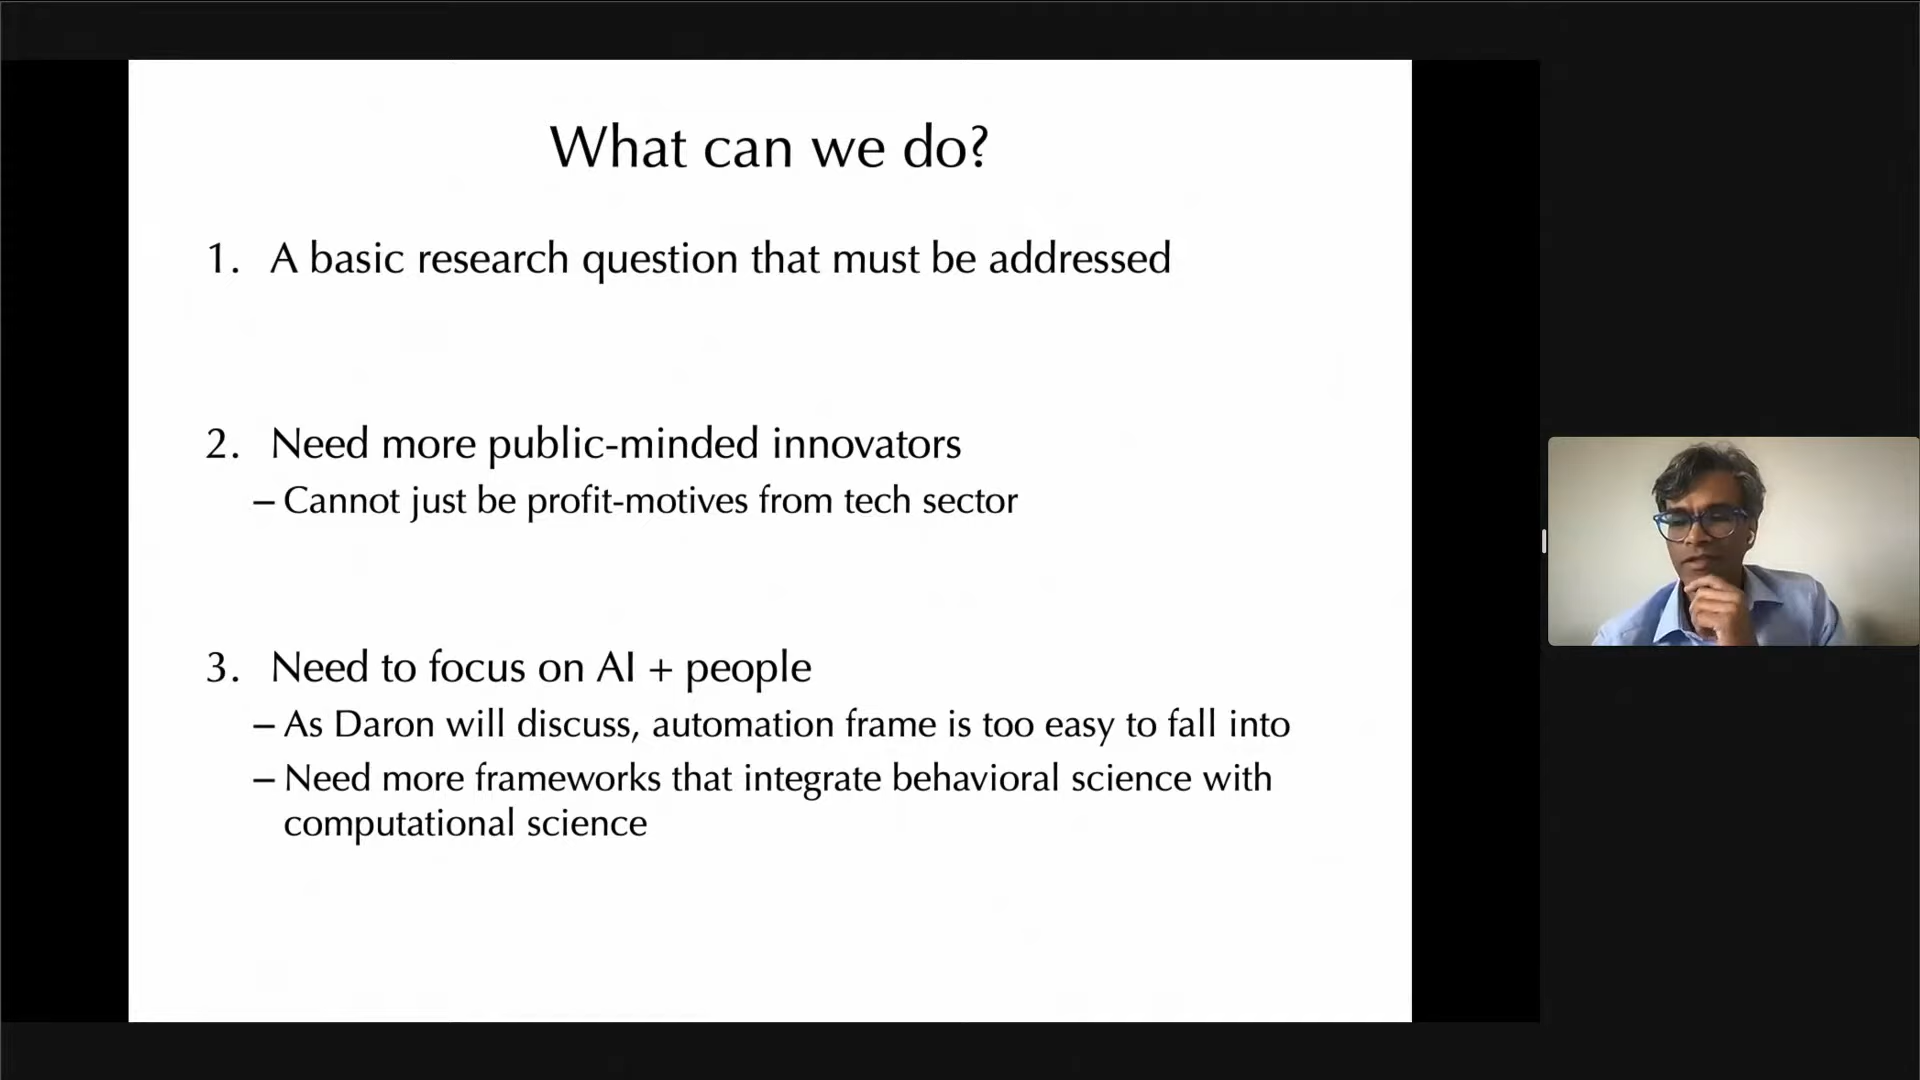 What can we do?
1. A basic research question that must be addressed
2. Need more public-minded innovators
– Cannot just be profit-motives from tech sector
3. Need to focus on AI + people
– As Daron will discuss, automation frame is too easy to fall into
– Need more frameworks that integrate behavioral science with
computational science